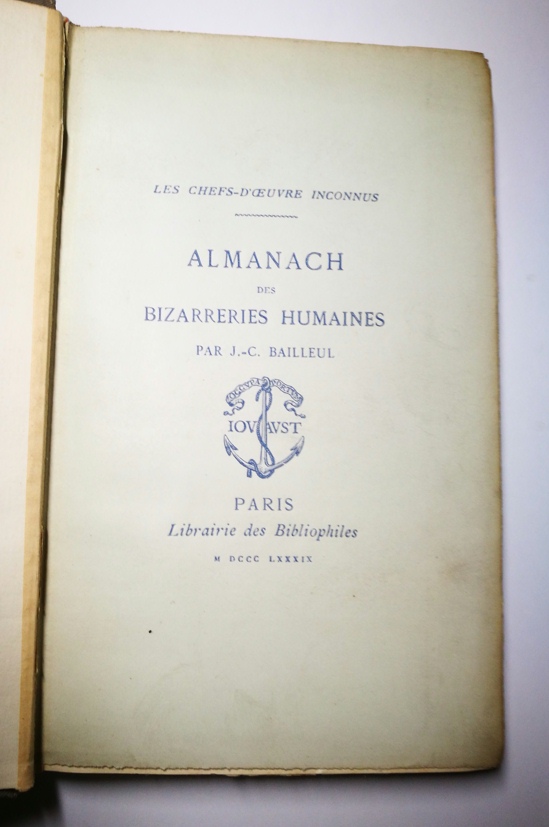 LES CHEFS-D'ŒUVRE INCONNUS
ALMANACH
DES
BIZARRERIES HUMAINES
PAR J.-C. BAILLEUL
IOVAVST
PARIS
Librairie des Bibliophiles
M DCCC LXXXIX